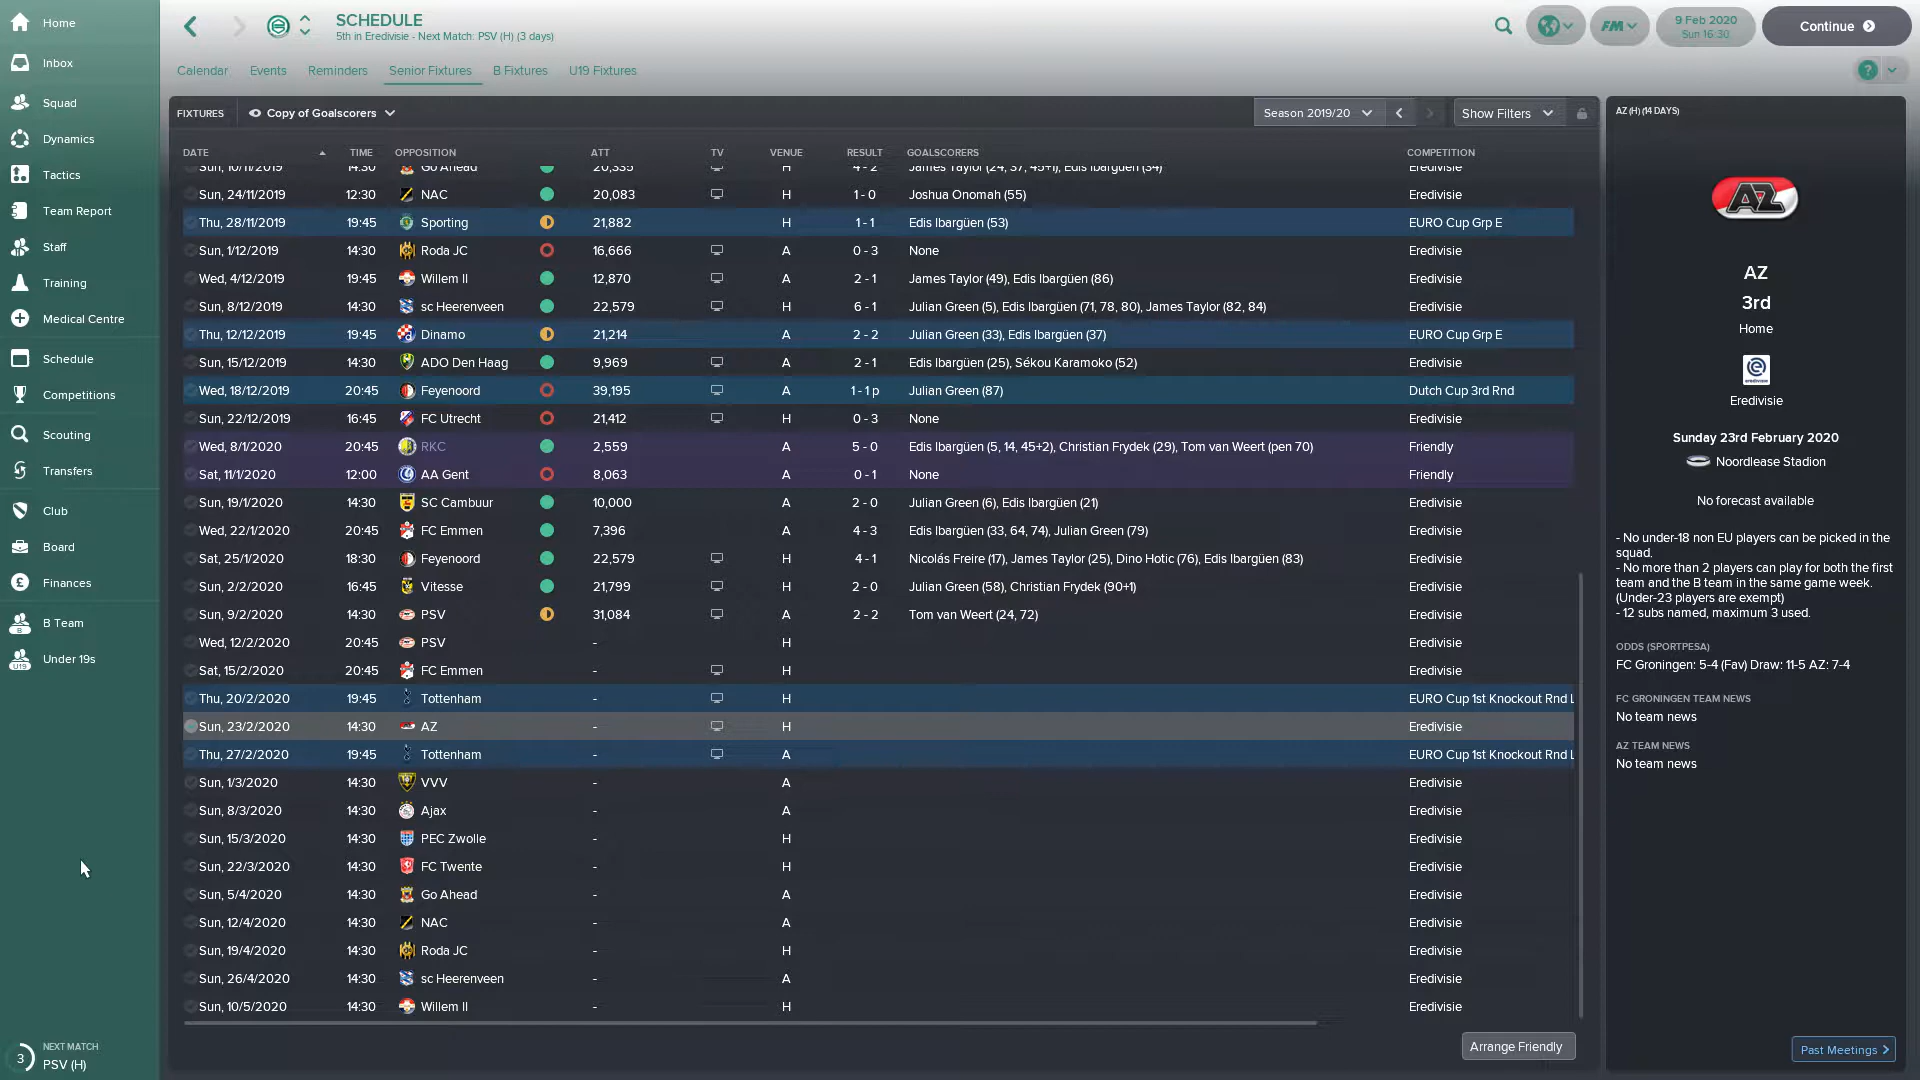 Home
Inbox
Squad
Dynamics
Tactics
Team Report
Staff
Training
Medical Centre
Schedule
Competitions
Scouting
Transfers
Club
Board
Finances
B Team
Under 19s
3 NEXT MATCH
PSV (H)
SCHEDULE
5th in Eredivisie - Next Match: PSV (H) (3 days)
FM
9 Feb 2020
Sun 16:30
Continue
Calendar Events Reminders Senior Fixtures B Fixtures U19 Fixtures
FIXTURES Copy of Goalscorers Season 2019/20 Show Filters
DATE TIME OPPOSITION ATT TV VENUE RESULT GOALSCORERS COMPETITION
Sun, 10/11/2019 14:30 Go Ahead 20,335 H 4 - 2 James Taylor (24, 37, 45+1), Edis Ibargüen (34) Eredivisie
Sun, 24/11/2019 12:30 NAC 20,083 H 1 - 0 Joshua Onomah (55) Eredivisie
Thu, 28/11/2019 19:45 Sporting 21,882 H 1 - 1 Edis Ibargüen (53) EURO Cup Grp E
Sun, 1/12/2019 14:30 Roda JC 16,666 A 0 - 3 None Eredivisie
Wed, 4/12/2019 19:45 Willem II 12,870 A 2 - 1 James Taylor (49), Edis Ibargüen (86) Eredivisie
Sun, 8/12/2019 14:30 sc Heerenveen 22,579 H 6 - 1 Julian Green (5), Edis Ibargüen (71, 78, 80), James Taylor (82, 84) Eredivisie
Thu, 12/12/2019 19:45 Dinamo 21,214 A 2 - 2 Julian Green (33), Edis Ibargüen (37) EURO Cup Grp E
Sun, 15/12/2019 14:30 ADO Den Haag 9,969 A 2 - 1 Edis Ibargüen (25), Sékou Karamoko (52) Eredivisie
Wed, 18/12/2019 20:45 Feyenoord 39,195 A 1 - 1 p Julian Green (87) Dutch Cup 3rd Rnd
Sun, 22/12/2019 16:45 FC Utrecht 21,412 H 0 - 3 None Eredivisie
Wed, 8/1/2020 20:45 RKC 2,559 A 5 - 0 Edis Ibargüen (5, 14, 45+2), Christian Frydek (29), Tom van Weert (pen 70) Friendly
Sat, 11/1/2020 12:00 AA Gent 8,063 A 0 - 1 None Friendly
Sun, 19/1/2020 14:30 SC Cambuur 10,000 A 2 - 0 Julian Green (6), Edis Ibargüen (21) Eredivisie
Wed, 22/1/2020 20:45 FC Emmen 7,396 A 4 - 3 Edis Ibargüen (33, 64, 74), Julian Green (79) Eredivisie
Sat, 25/1/2020 18:30 Feyenoord 22,579 H 4 - 1 Nicolás Freire (17), James Taylor (25), Dino Hotic (76), Edis Ibargüen (83) Eredivisie
Sun, 2/2/2020 16:45 Vitesse 21,799 H 2 - 0 Julian Green (58), Christian Frydek (90+1) Eredivisie
Sun, 9/2/2020 14:30 PSV 31,084 A 2 - 2 Tom van Weert (24, 72) Eredivisie
Wed, 12/2/2020 20:45 PSV - H Eredivisie
Sat, 15/2/2020 20:45 FC Emmen - H Eredivisie
Thu, 20/2/2020 19:45 Tottenham - H EURO Cup 1st Knockout Rnd L
Sun, 23/2/2020 14:30 AZ - H Eredivisie
Thu, 27/2/2020 19:45 Tottenham - A EURO Cup 1st Knockout Rnd L
Sun, 1/3/2020 14:30 VVV - A Eredivisie
Sun, 8/3/2020 14:30 Ajax - A Eredivisie
Sun, 15/3/2020 14:30 PEC Zwolle - H Eredivisie
Sun, 22/3/2020 14:30 FC Twente - H Eredivisie
Sun, 5/4/2020 14:30 Go Ahead - A Eredivisie
Sun, 12/4/2020 14:30 NAC - A Eredivisie
Sun, 19/4/2020 14:30 Roda JC - H Eredivisie
Sun, 26/4/2020 14:30 sc Heerenveen - A Eredivisie
Sun, 10/5/2020 14:30 Willem II - H Eredivisie
Arrange Friendly
AZ (H) (14 DAYS)
AZ
AZ
3rd
Home
eredivisie
Eredivisie
Sunday 23rd February 2020
Noordlease Stadion
No forecast available
- No under-18 non EU players can be picked in the
squad.
- No more than 2 players can play for both the first
team and the B team in the same game week.
(Under-23 players are exempt)
- 12 subs named, maximum 3 used.
ODDS (SPORTPESA)
FC Groningen: 5-4 (Fav) Draw: 11-5 AZ: 7-4
FC GRONINGEN TEAM NEWS
No team news
AZ TEAM NEWS
No team news
Past Meetings